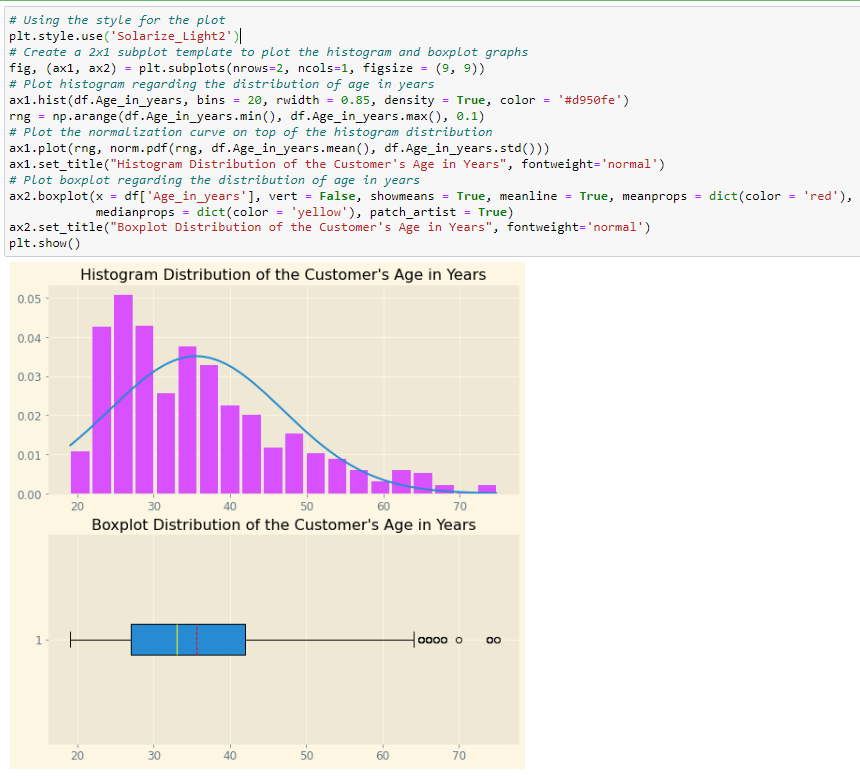 # Using the style for the plot
plt.style.use('Solarize_Light2')
# Create a 2x1 subplot template to plot the histogram and boxplot graphs
fig, (ax1, ax2) = plt.subplots(nrows=2, ncols=1, figsize = (9, 9))
# Plot histogram regarding the distribution of age in years
ax1.hist(df.Age_in_years, bins = 20, rwidth = 0.85, density = True, color = '#d950fe')
rng = np.arange(df.Age_in_years.min(), df.Age_in_years.max(), 0.1)
# Plot the normalization curve on top of the histogram distribution
ax1.plot(rng, norm.pdf(rng, df.Age_in_years.mean(), df.Age_in_years.std()))
ax1.set_title("Histogram Distribution of the Customer's Age in Years", fontweight='normal')
# Plot boxplot regarding the distribution of age in years
ax2.boxplot(x = df['Age_in_years'], vert = False, showmeans = True, meanline = True, meanprops = dict(color = 'red'),
            medianprops = dict(color = 'yellow'), patch_artist = True)
ax2.set_title("Boxplot Distribution of the Customer's Age in Years", fontweight='normal')
plt.show()
Histogram Distribution of the Customer's Age in Years
0.05
0.04
0.03
0.02
0.01
0.00
20 30 40 50 60 70
Boxplot Distribution of the Customer's Age in Years
1
20 30 40 50 60 70